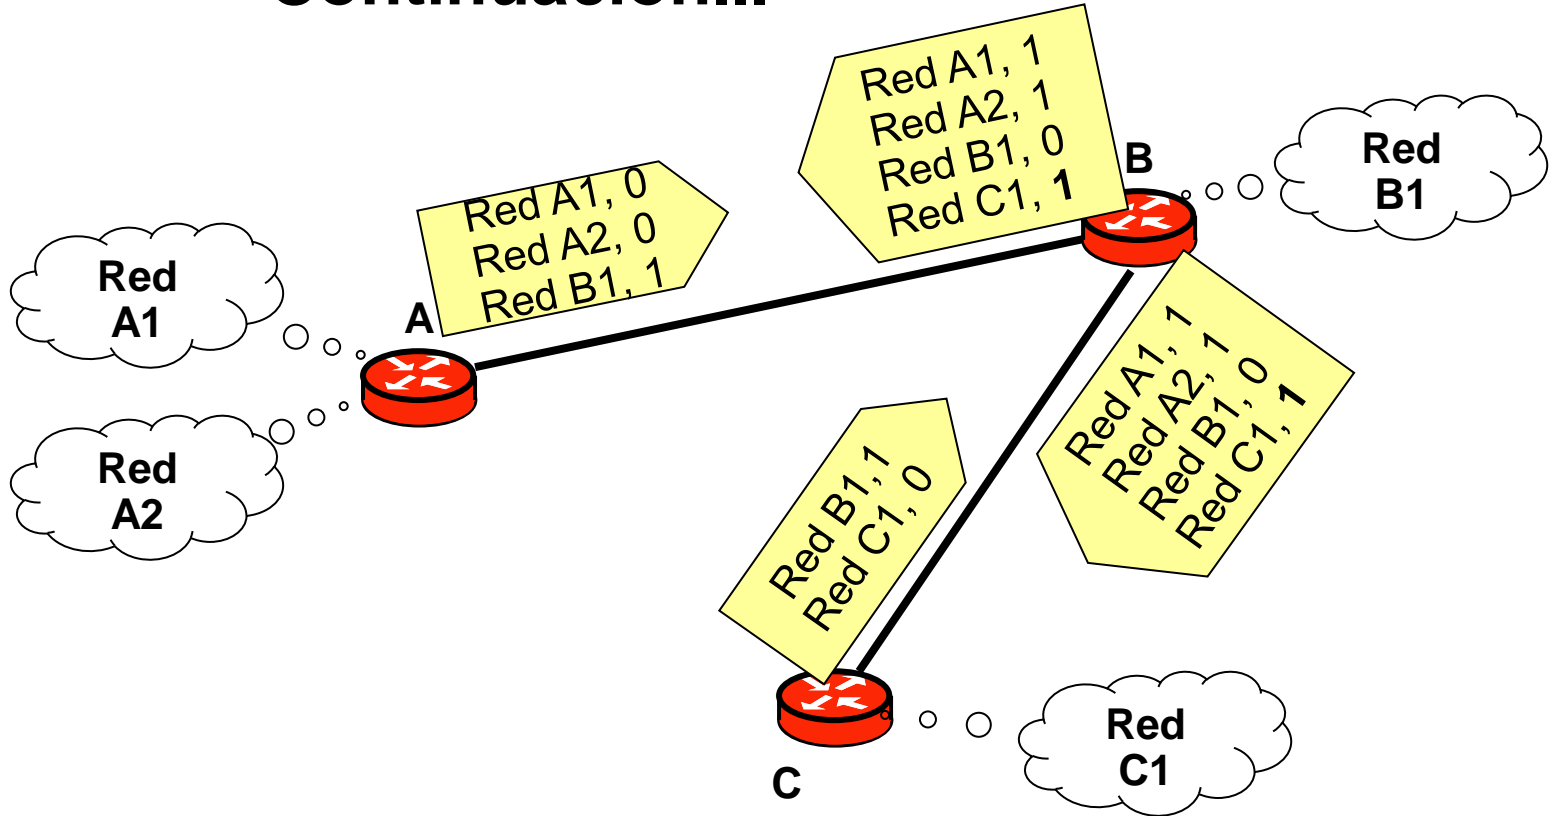 Continuación...
Red A1, 1
Red A2, 1
Red B1, 0
Red C1, 1
B
Red
B1
Red A1, 0
Red A2, 0
Red B1, 1
Red
A1
A
Red A1, 1
Red A2, 1
Red B1, 0
Red C1, 1
Red
A2
Red B1, 1
Red C1, 0
Red
C1
C